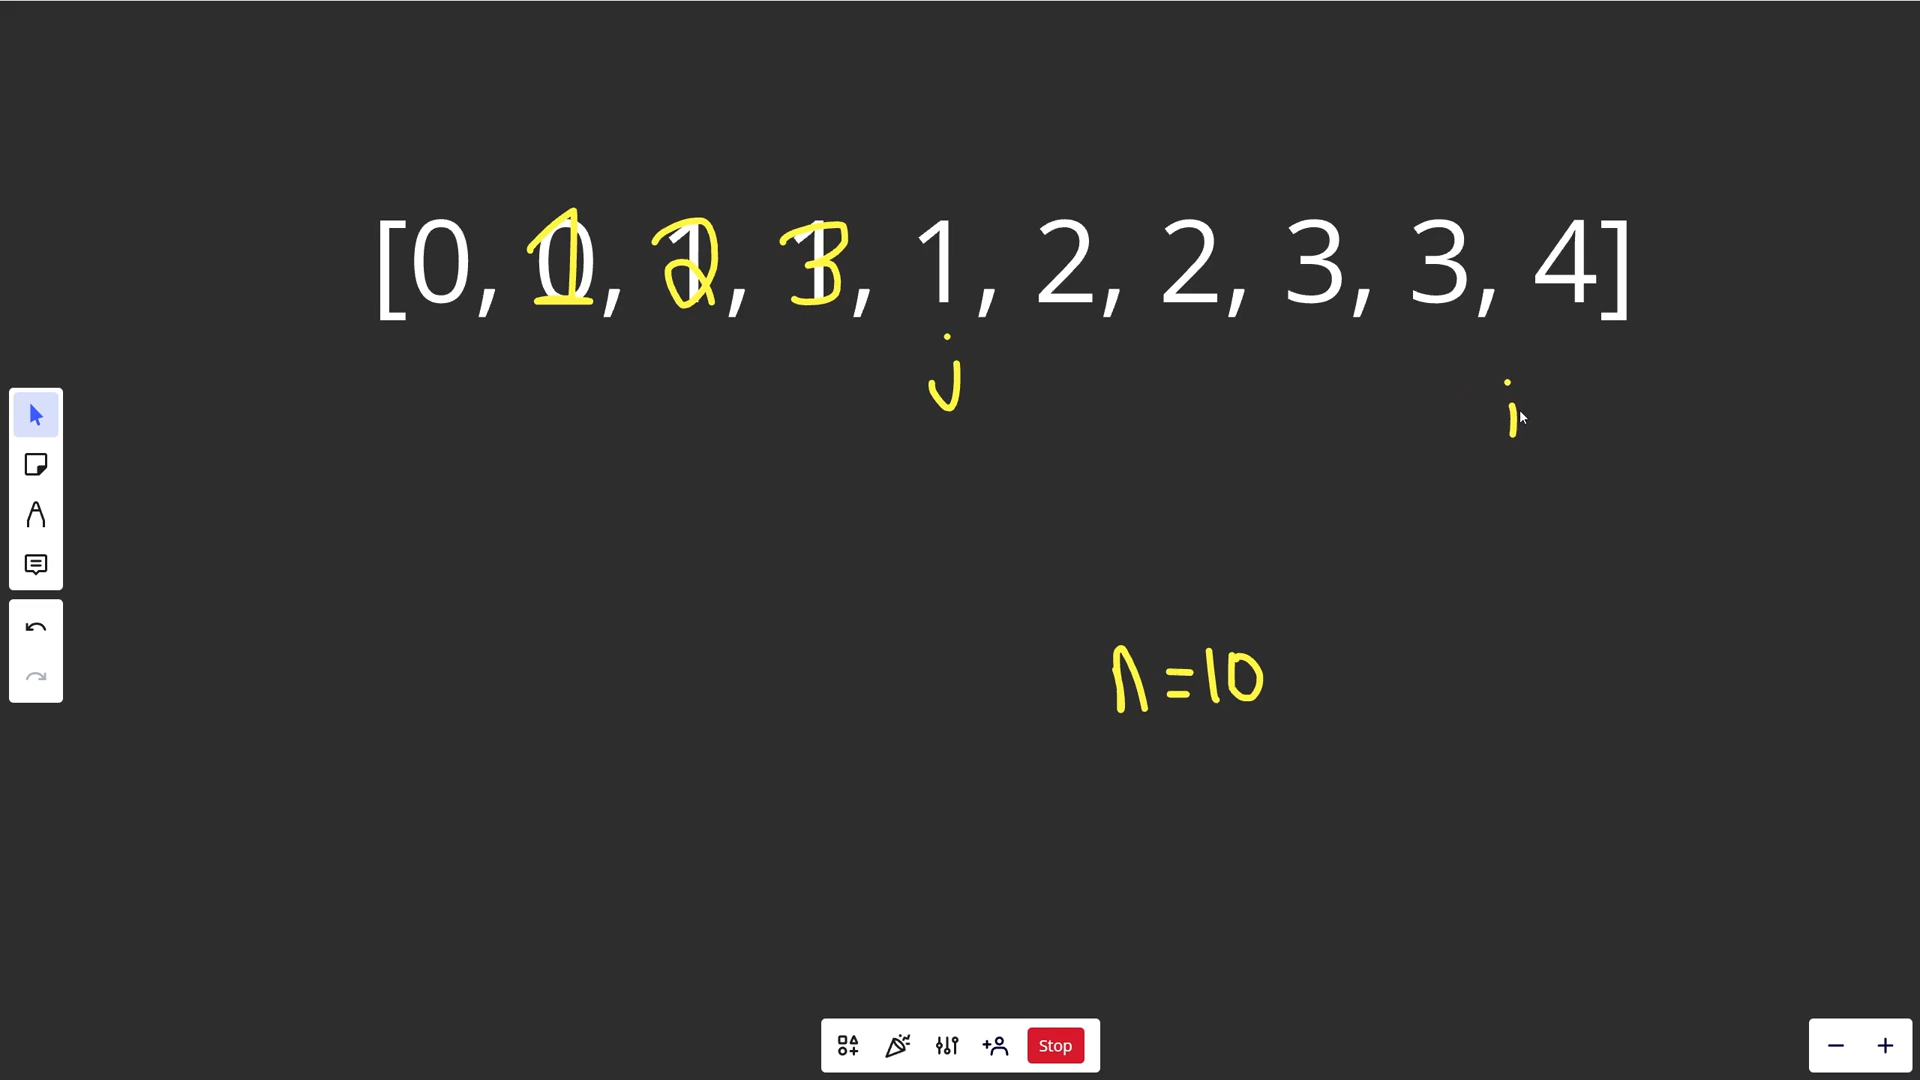 [0, 0, 1, 1, 1, 2, 2, 3, 3, 4]
1 2 3
j
i
n=10
Stop